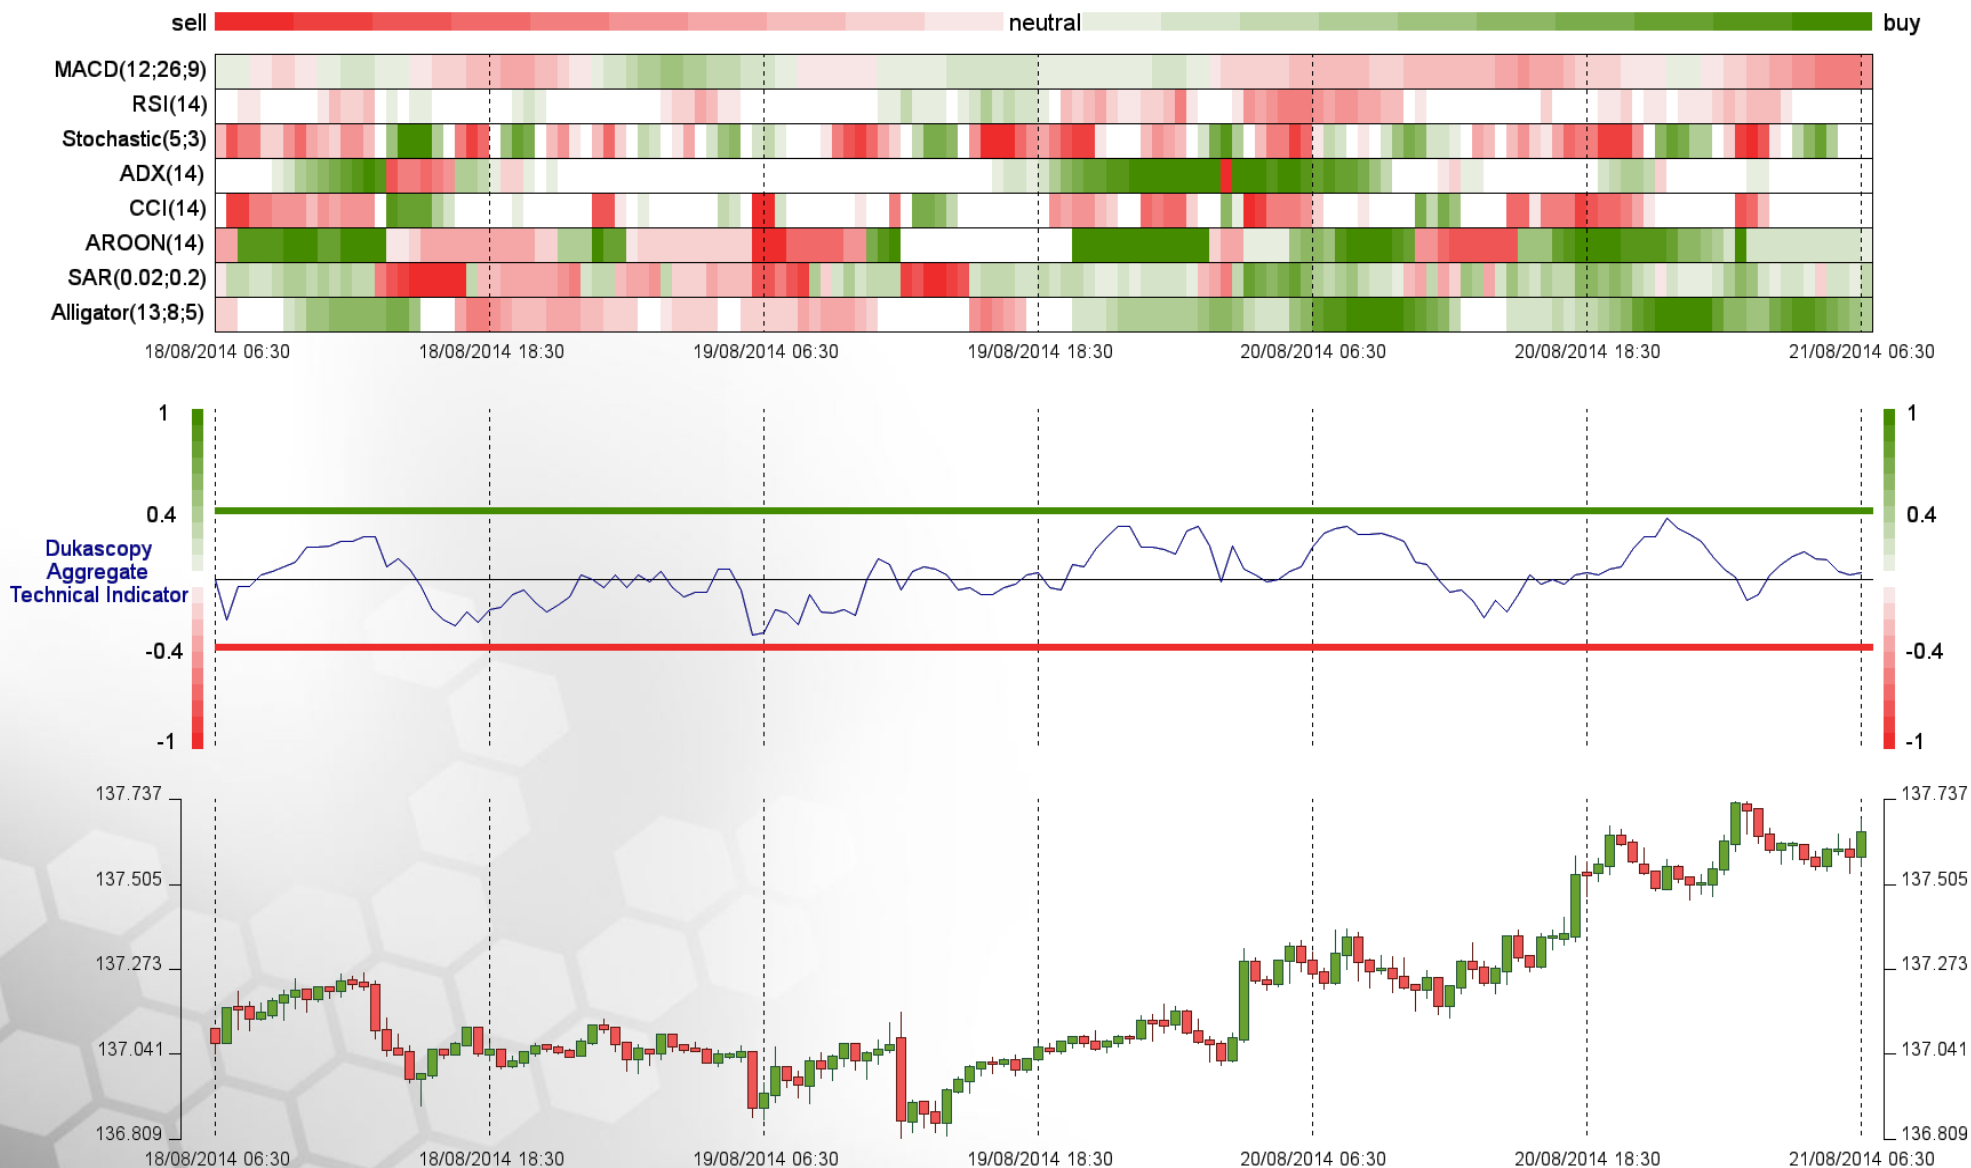 sell neutral buy
MACD(12;26;9)
RSI(14)
Stochastic(5;3)
ADX(14)
CCI(14)
AROON(14)
SAR(0.02;0.2)
Alligator(13;8;5)
18/08/2014 06:30 18/08/2014 18:30 19/08/2014 06:30 19/08/2014 18:30 20/08/2014 06:30 20/08/2014 18:30 21/08/2014 06:30
1 1
0.4 0.4
Dukascopy
Aggregate
Technical Indicator
-0.4 -0.4
-1 -1
137.737 137.737
137.505 137.505
137.273 137.273
137.041 137.041
136.809 136.809
18/08/2014 06:30 18/08/2014 18:30 19/08/2014 06:30 19/08/2014 18:30 20/08/2014 06:30 20/08/2014 18:30 21/08/2014 06:30